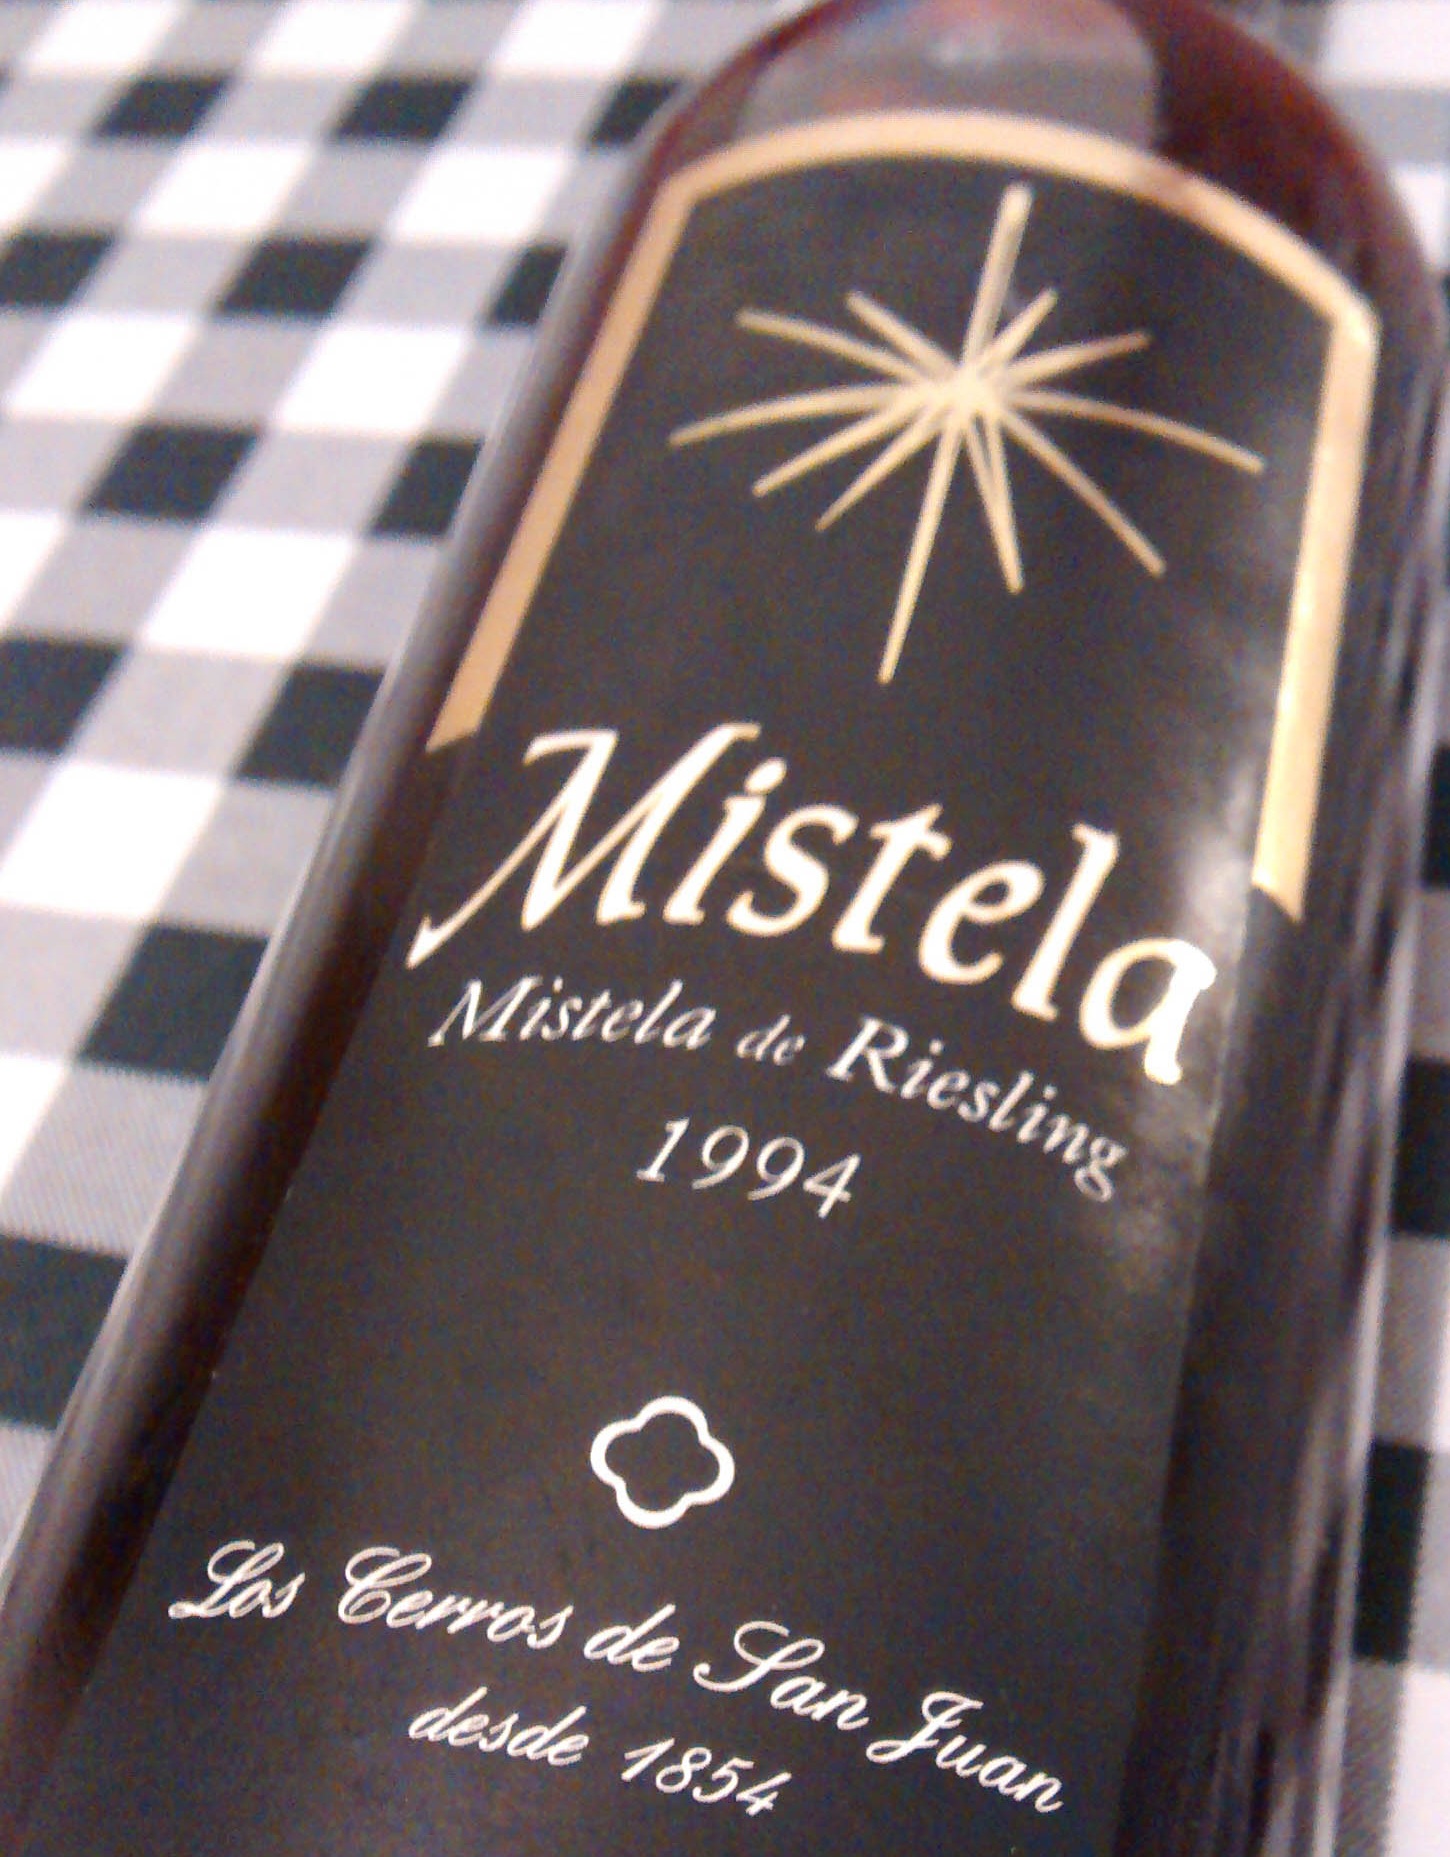 Mistela
Mistela de Riesling
1994
Los Cerros de San Juan
desde 1854